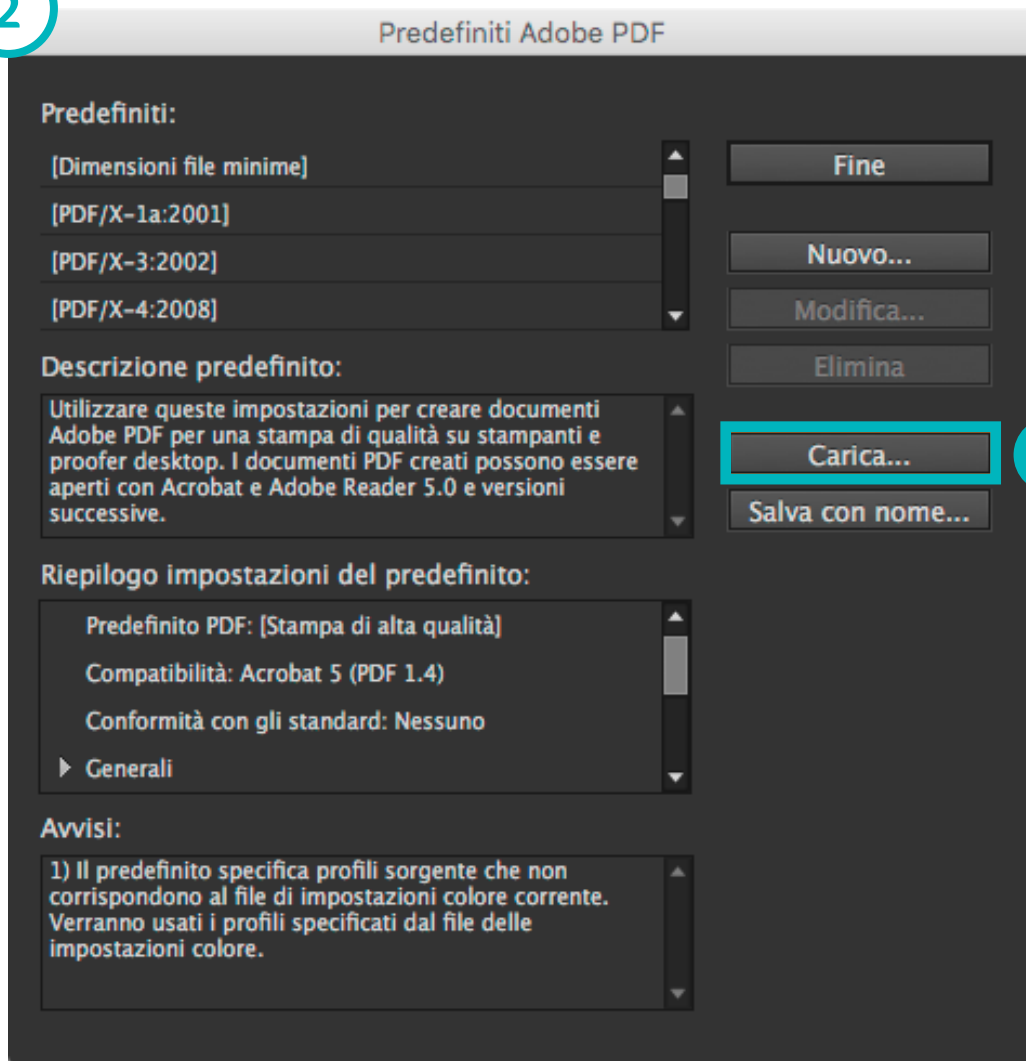 2
Predefiniti Adobe PDF
Predefiniti:
[Dimensioni file minime]
[PDF/X-1a:2001]
[PDF/X-3:2002]
[PDF/X-4:2008]
Fine
Nuovo...
Modifica...
Elimina
Carica...
Salva con nome...
Descrizione predefinito:
Utilizzare queste impostazioni per creare documenti
Adobe PDF per una stampa di qualità su stampanti e
proofer desktop. I documenti PDF creati possono essere
aperti con Acrobat e Adobe Reader 5.0 e versioni
successive.
Riepilogo impostazioni del predefinito:
Predefinito PDF: [Stampa di alta qualità]
Compatibilità: Acrobat 5 (PDF 1.4)
Conformità con gli standard: Nessuno
Generali
Avvisi:
1) Il predefinito specifica profili sorgente che non
corrispondono al file di impostazioni colore corrente.
Verranno usati i profili specificati dal file delle
impostazioni colore.